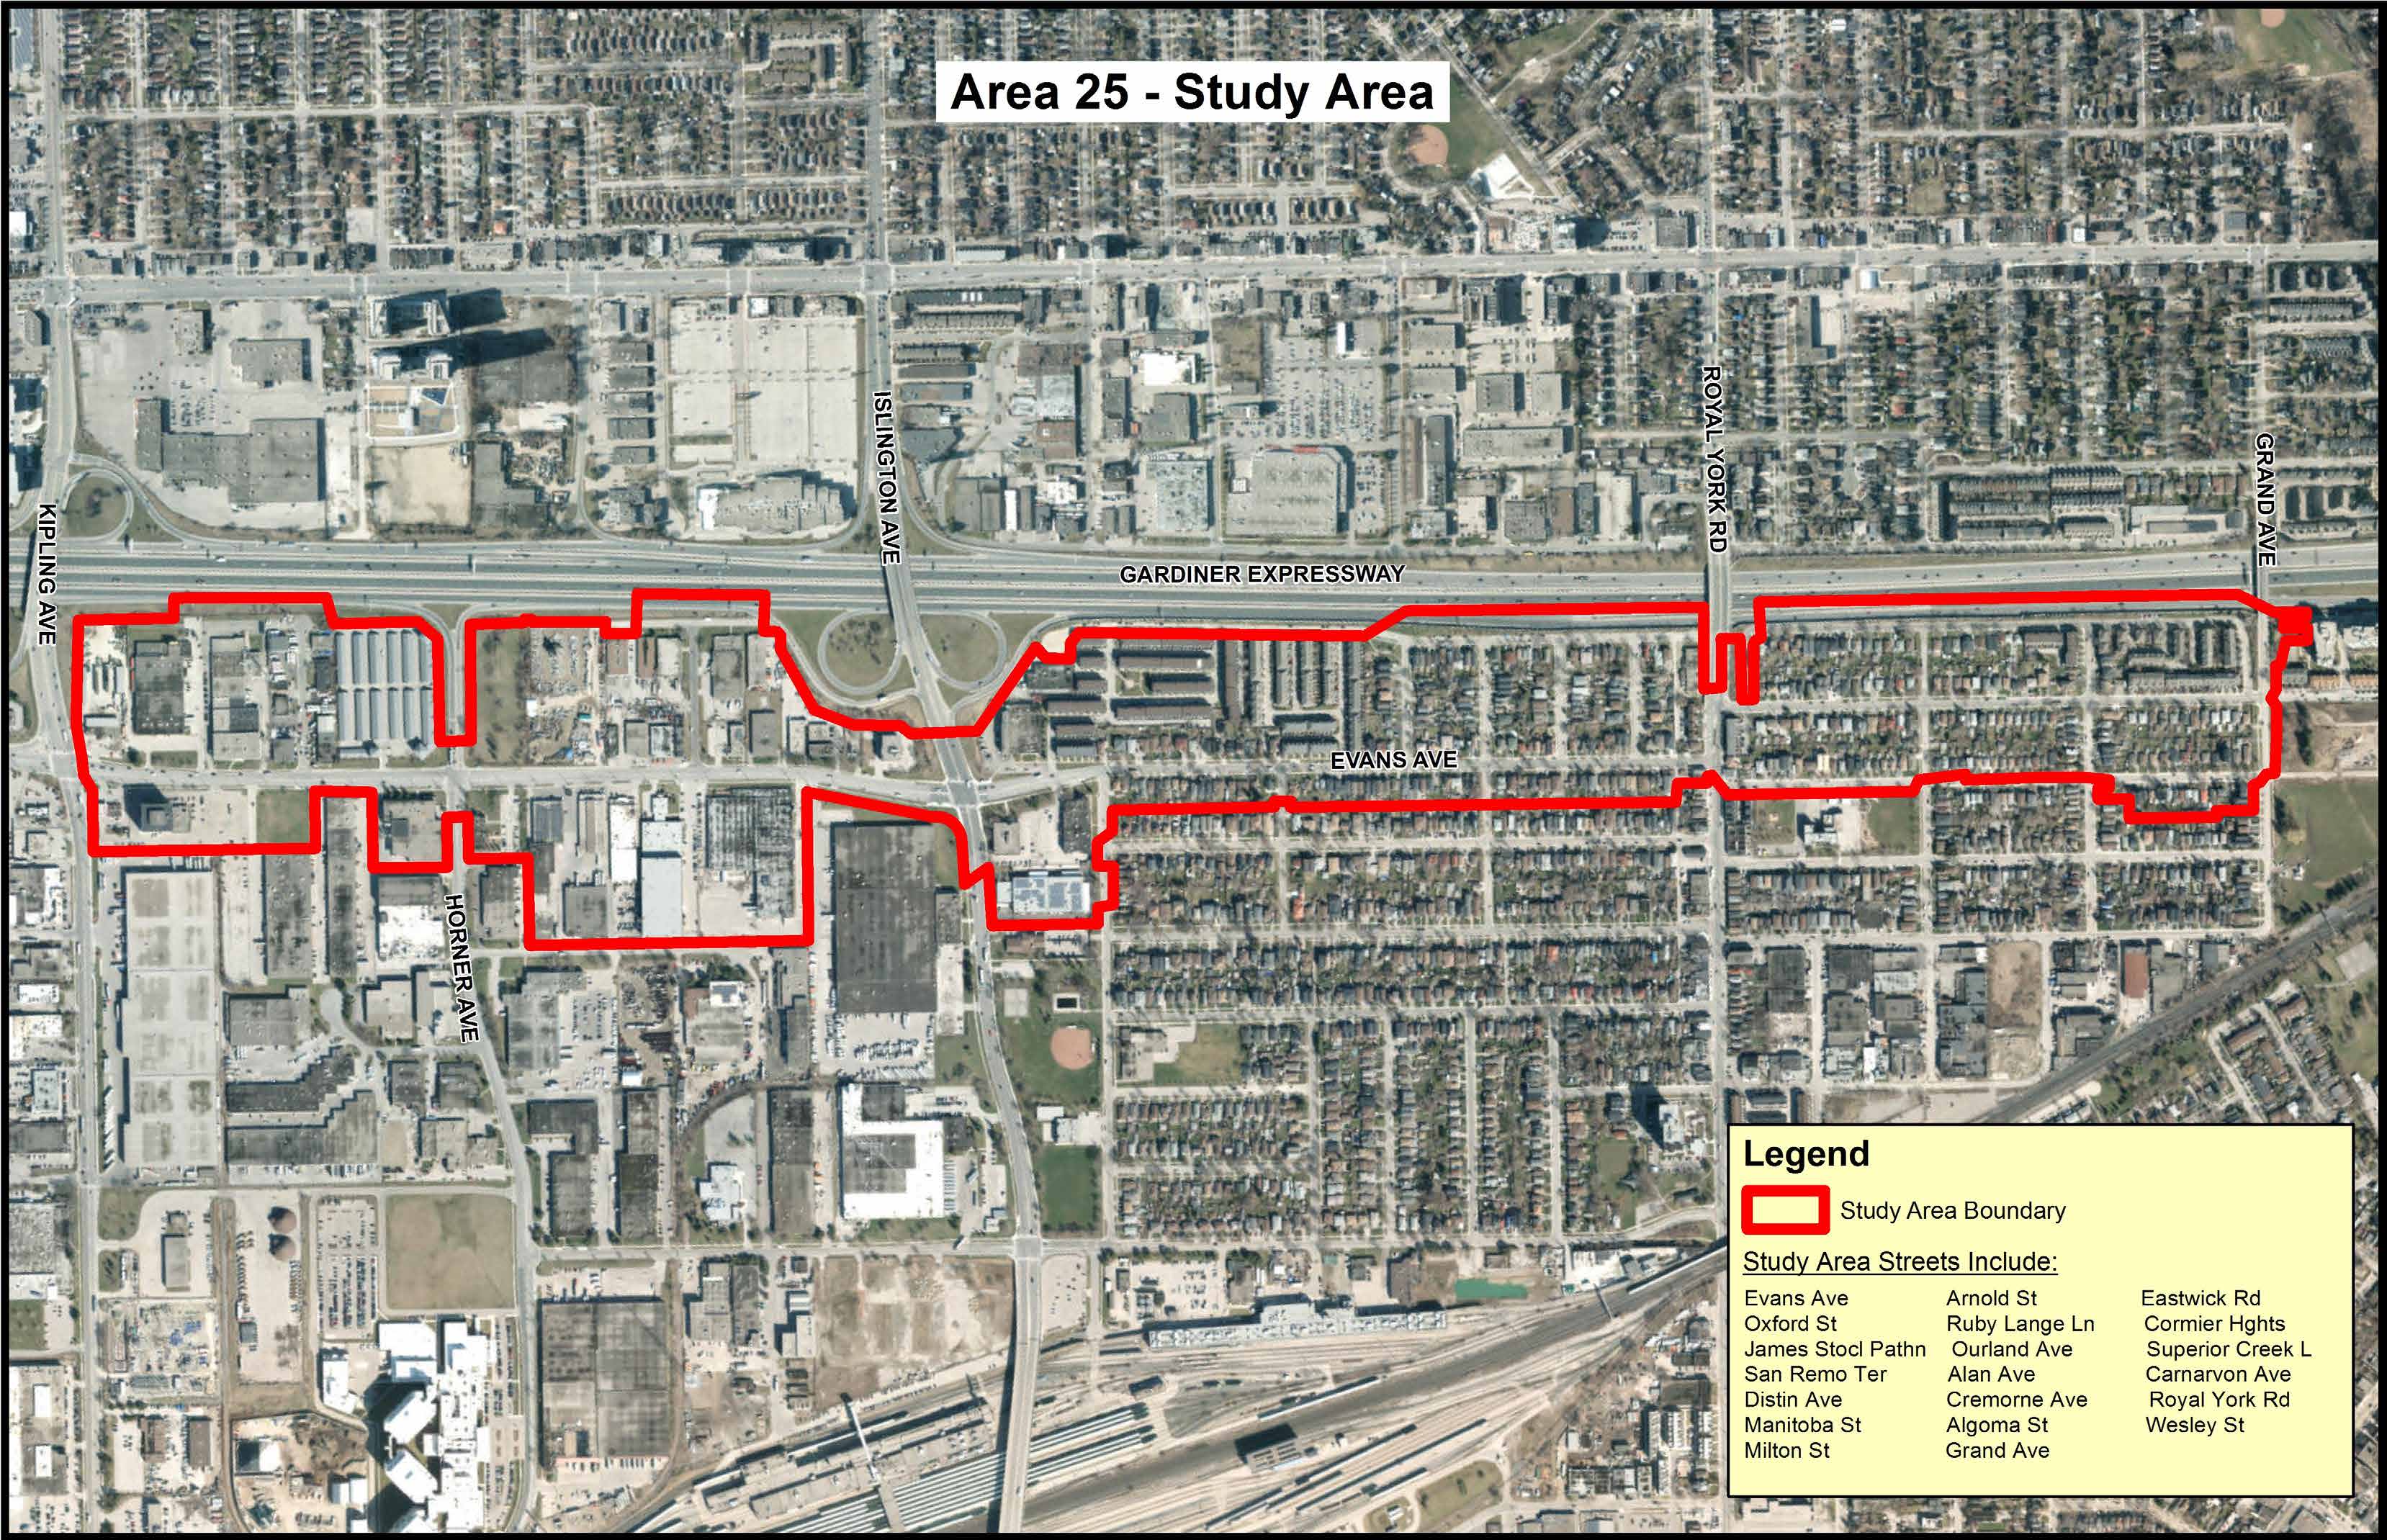 Area 25 - Study Area
ISLINGTON AVE
ROYAL YORK RD
GRAND AVE
KIPLING AVE
GARDINER EXPRESSWAY
EVANS AVE
HORNER AVE
Legend
Study Area Boundary
Study Area Streets Include:
Evans Ave Arnold St Eastwick Rd
Oxford St Ruby Lange Ln Cormier Hghts
James Stocl Pathn Ourland Ave Superior Creek L
San Remo Ter Alan Ave Carnarvon Ave
Distin Ave Cremorne Ave Royal York Rd
Manitoba St Algoma St Wesley St
Milton St Grand Ave